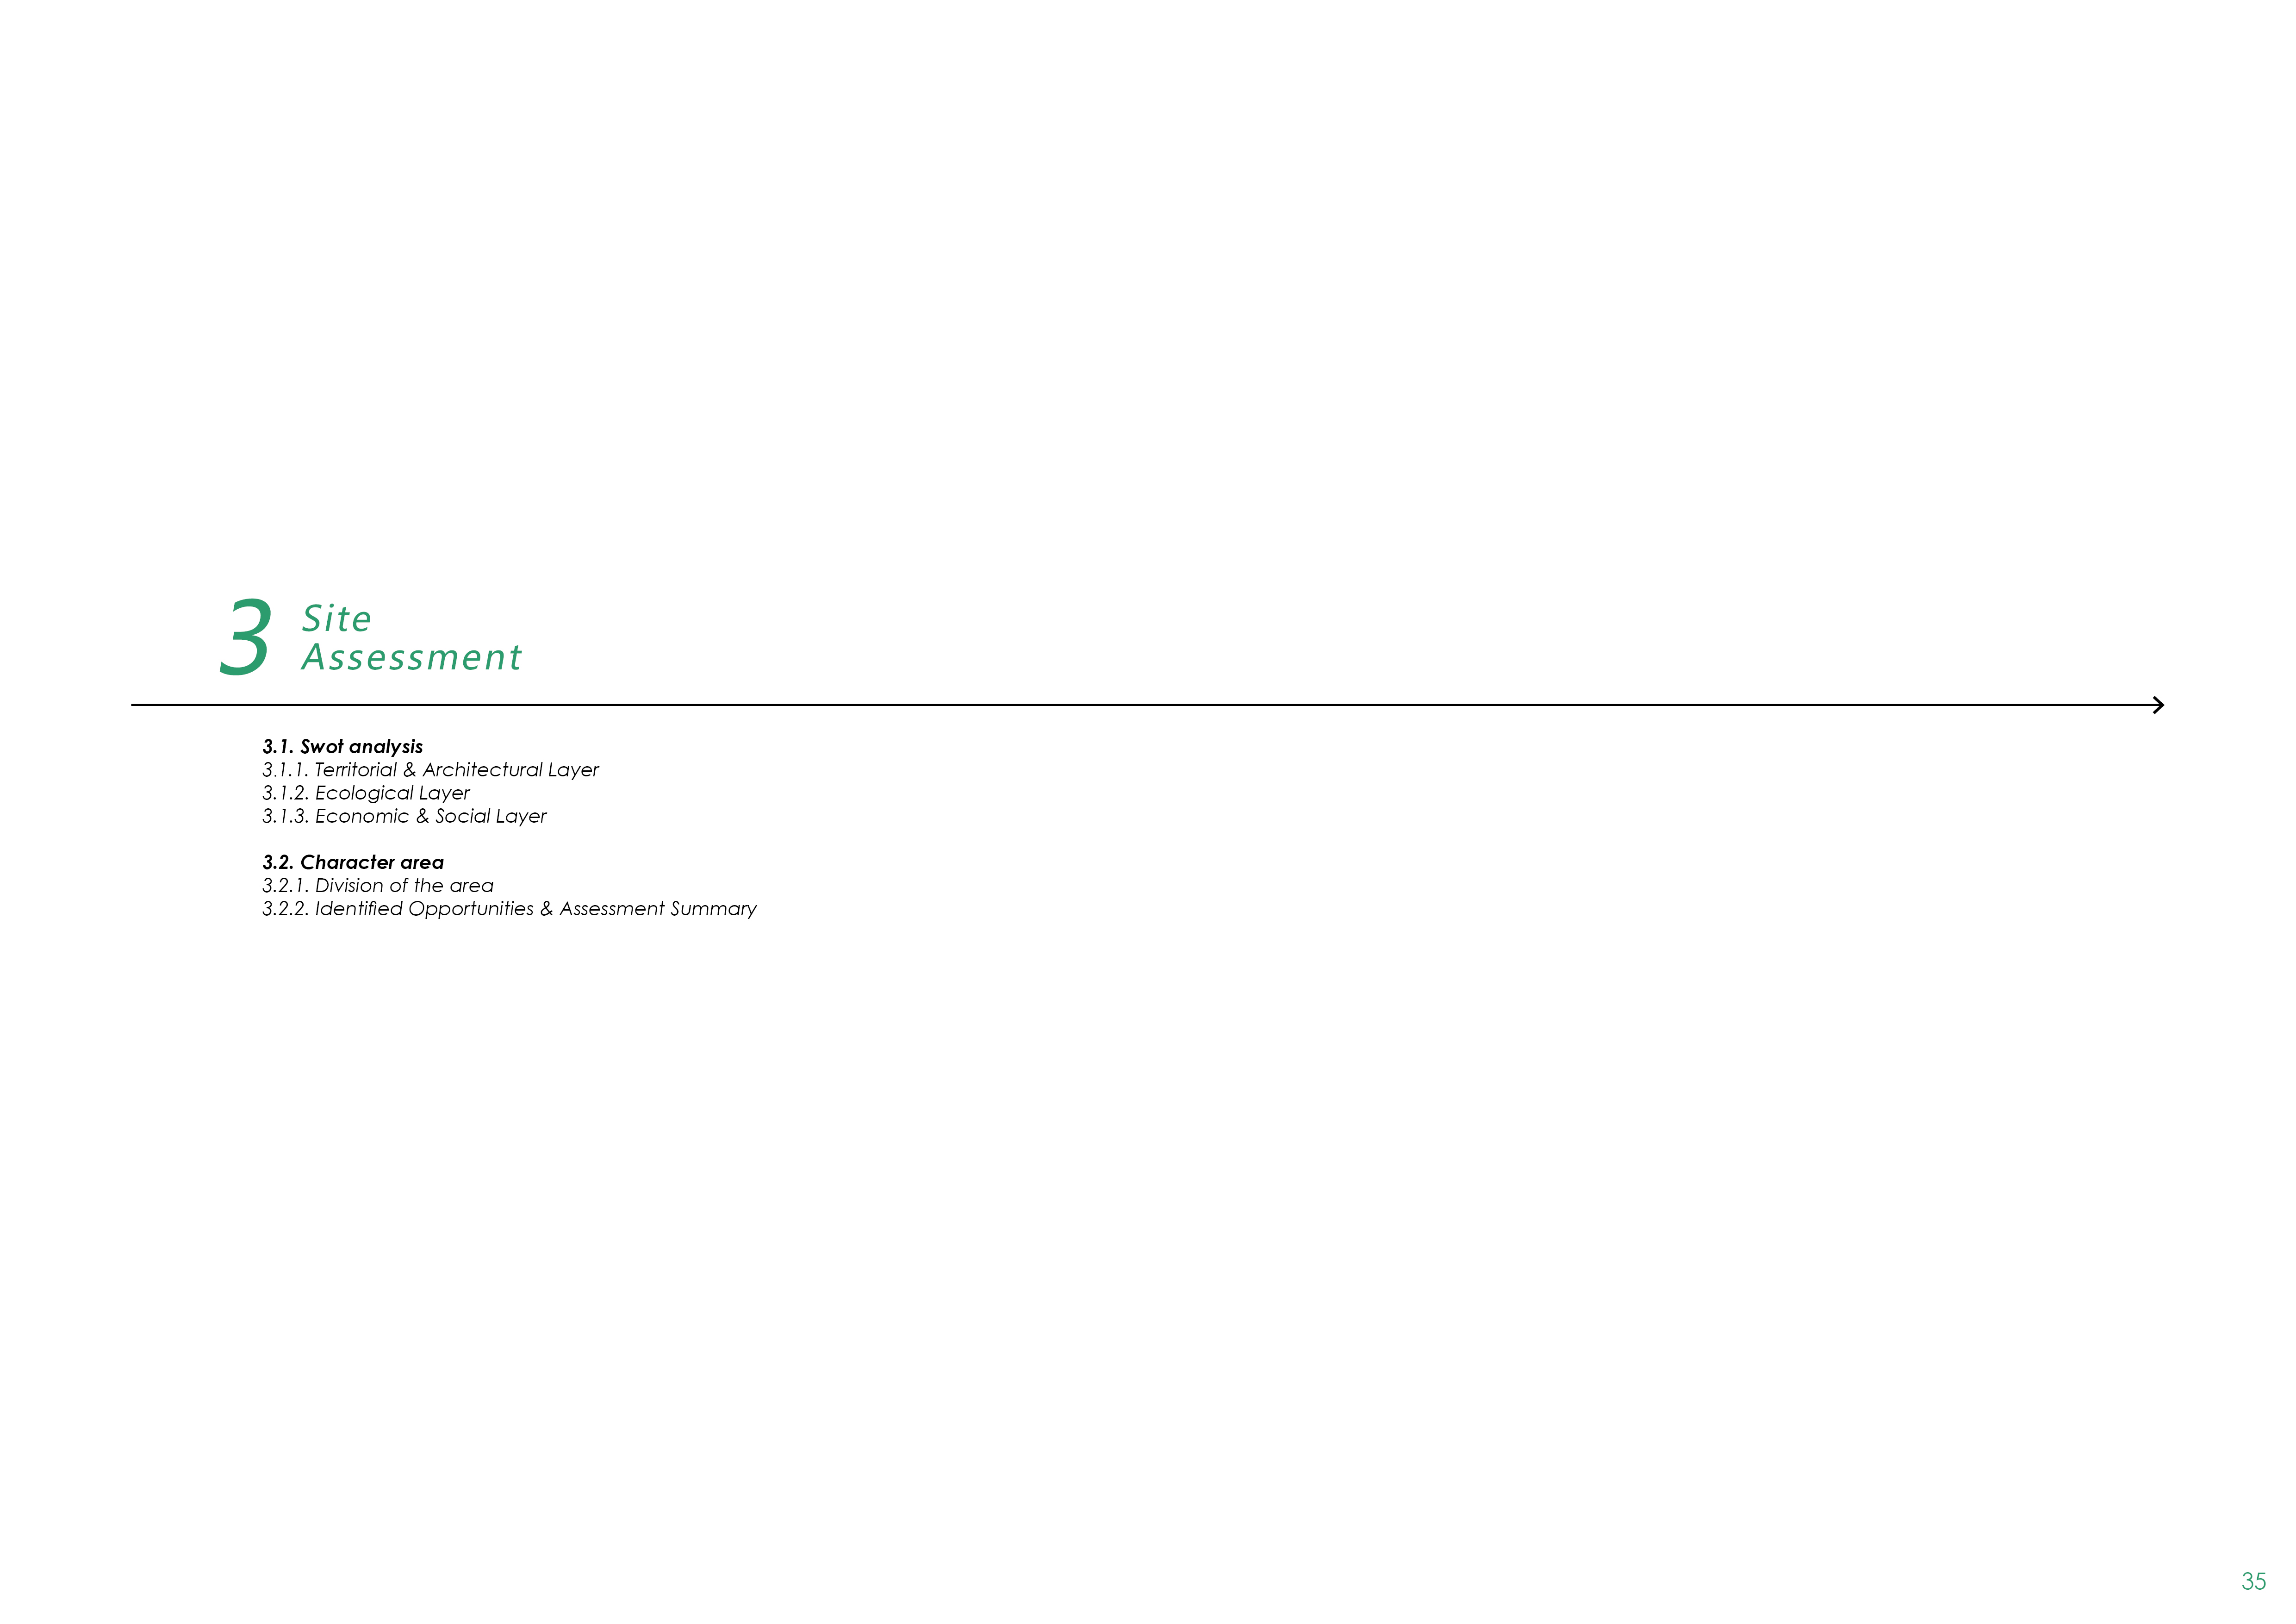 3
Site
Assessment
3.1. Swot analysis
3.1.1. Territorial & Architectural Layer
3.1.2. Ecological Layer
3.1.3. Economic & Social Layer
3.2. Character area
3.2.1. Division of the area
3.2.2. Identified Opportunities & Assessment Summary
35